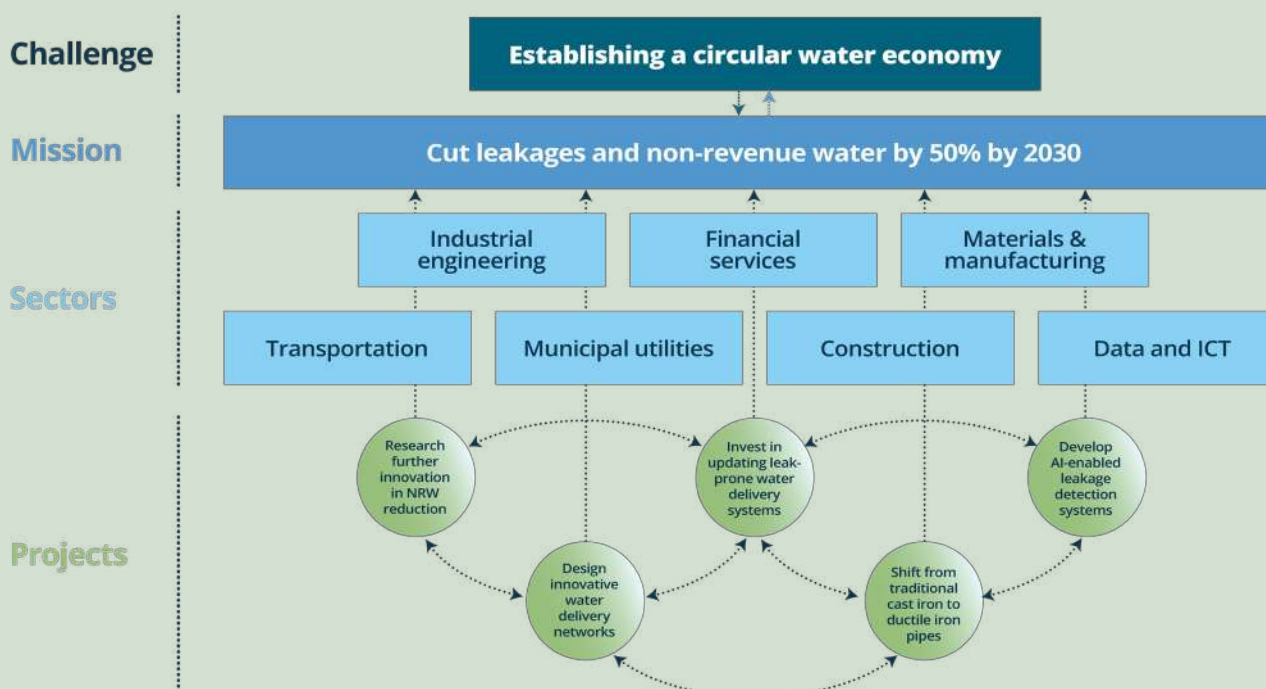 Challenge
Establishing a circular water economy
Mission
Cut leakages and non-revenue water by 50% by 2030
Sectors
Industrial
engineering
Financial
services
Materials &
manufacturing
Transportation
Municipal utilities
Construction
Data and ICT
Projects
Research
further
innovation
in NRW
reduction
Invest in
updating leak-
prone water
delivery
systems
Develop
AI-enabled
leakage
detection
systems
Design
innovative
water
delivery
networks
Shift from
traditional
cast iron to
ductile iron
pipes